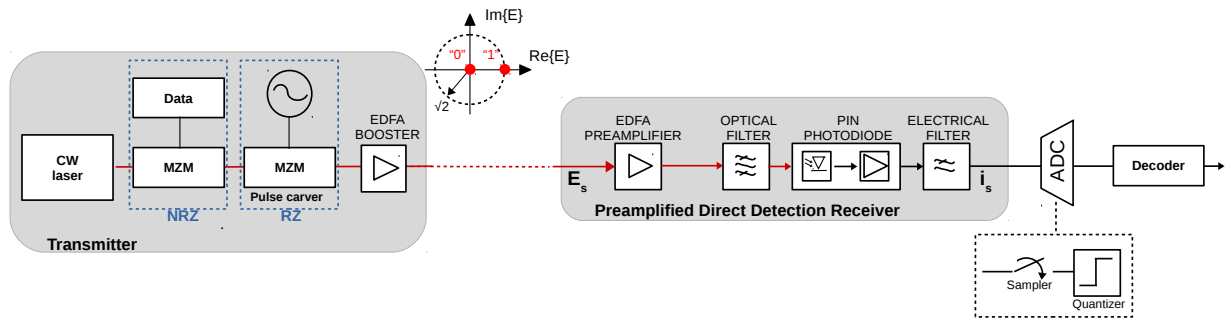 Im{E}
"0"
"1"
Re{E}
√2
Data
CW
laser
MZM
MZM
Pulse carver
NRZ
RZ
EDFA
BOOSTER
Transmitter
EDFA
PREAMPLIFIER
OPTICAL
FILTER
PIN
PHOTODIODE
ELECTRICAL
FILTER
Es
is
Preamplified Direct Detection Receiver
ADC
Decoder
Sampler
Quantizer